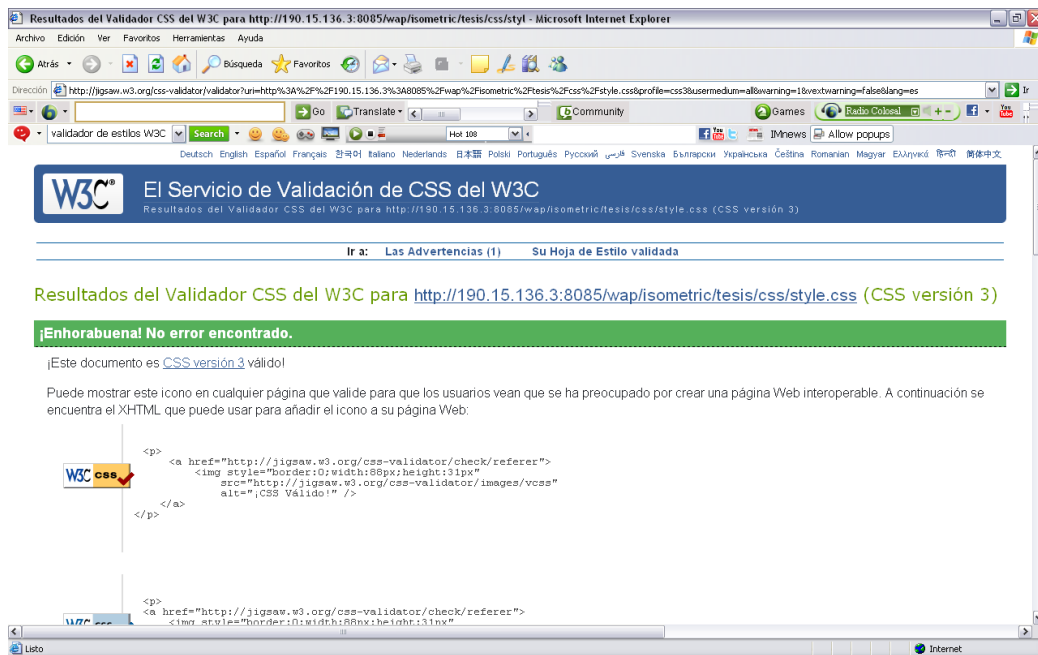 Resultados del Validador CSS del W3C para http://190.15.136.3:8085/wap/isometric/tesis/css/styl - Microsoft Internet Explorer
Archivo Edición Ver Favoritos Herramientas Ayuda
Atrás Búsqueda Favoritos
Dirección http://jigsaw.w3.org/css-validator/validator?uri=http%3A%2F%2F190.15.136.3%3A8085%2Fwap%2Fisometric%2Ftesis%2Fcss%2Fstyle.css&profile=css3&usermedium=all&warning=1&vextwarning=false&lang=es Ir
Go Translate Community Games Radio Colosal You Tube
validador de estilos W3C Search Hot 108 IMnews Allow popups
Deutsch English Español Français 한국어 Italiano Nederlands 日本語 Polski Português Русский فارسی Svenska Български Українська Čeština Romanian Magyar Ελληνικά हिन्दी 简体中文
W3C® El Servicio de Validación de CSS del W3C
Resultados del Validador CSS del W3C para http://190.15.136.3:8085/wap/isometric/tesis/css/style.css (CSS versión 3)
Ir a: Las Advertencias (1) Su Hoja de Estilo validada
Resultados del Validador CSS del W3C para http://190.15.136.3:8085/wap/isometric/tesis/css/style.css (CSS versión 3)
¡Enhorabuena! No error encontrado.
¡Este documento es CSS versión 3 válido!
Puede mostrar este icono en cualquier página que valide para que los usuarios vean que se ha preocupado por crear una página Web interoperable. A continuación se
encuentra el XHTML que puede usar para añadir el icono a su página Web:
<p>
<a href="http://jigsaw.w3.org/css-validator/check/referer">
W3C css <img style="border:0;width:88px;height:31px"
src="http://jigsaw.w3.org/css-validator/images/vcss"
alt="¡CSS Válido!" />
</a>
</p>
<p>
<a href="http://jigsaw.w3.org/css-validator/check/referer">
W3C css <img style="border:0;width:88px;height:31px"
Listo Internet